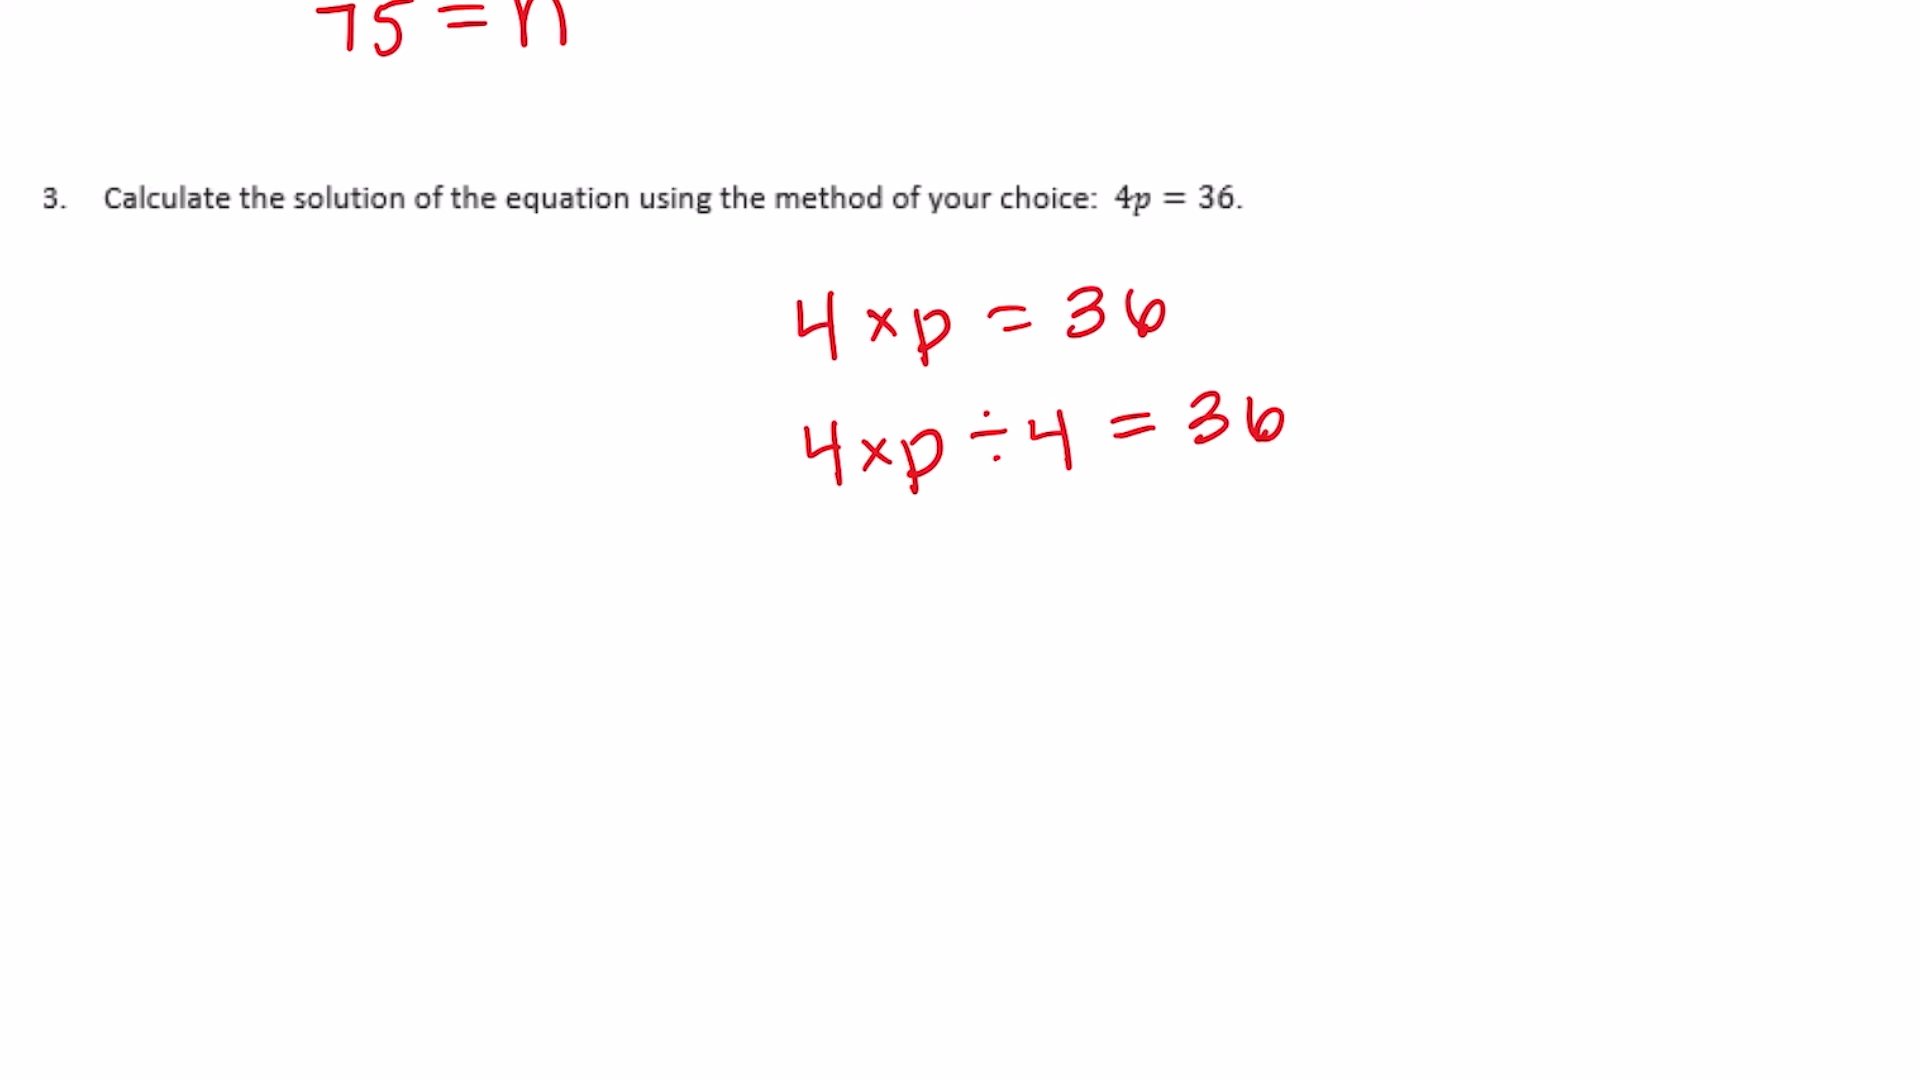 75 = n
3. Calculate the solution of the equation using the method of your choice: 4p = 36.
4 × p = 36
4 × p ÷ 4 = 36